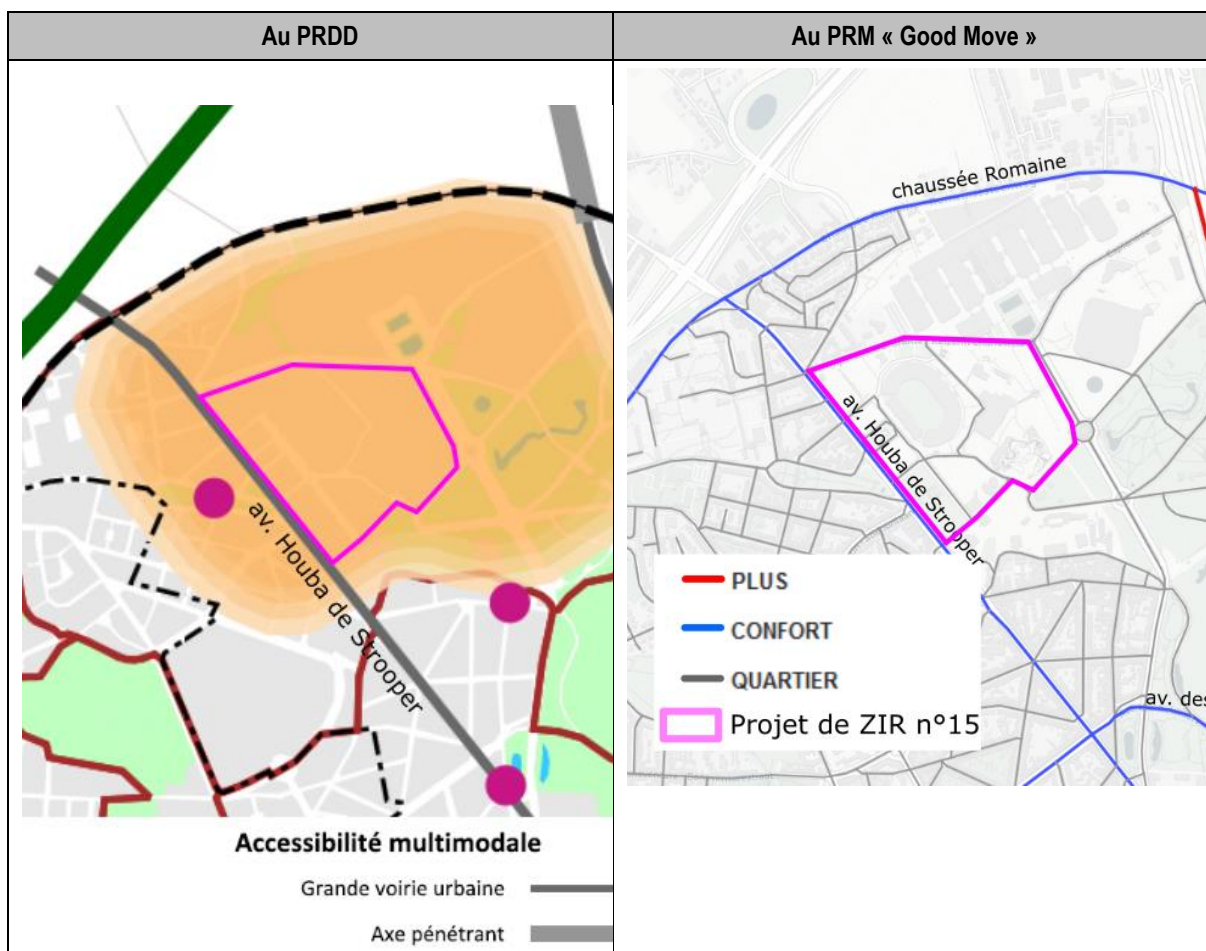 Au PRDD
Au PRM « Good Move »
av. Houba de Strooper
Accessibilité multimodale
Grande voirie urbaine
Axe pénétrant
chaussée Romaine
av. Houba de Strooper
PLUS
CONFORT
QUARTIER
Projet de ZIR n°15
av. des